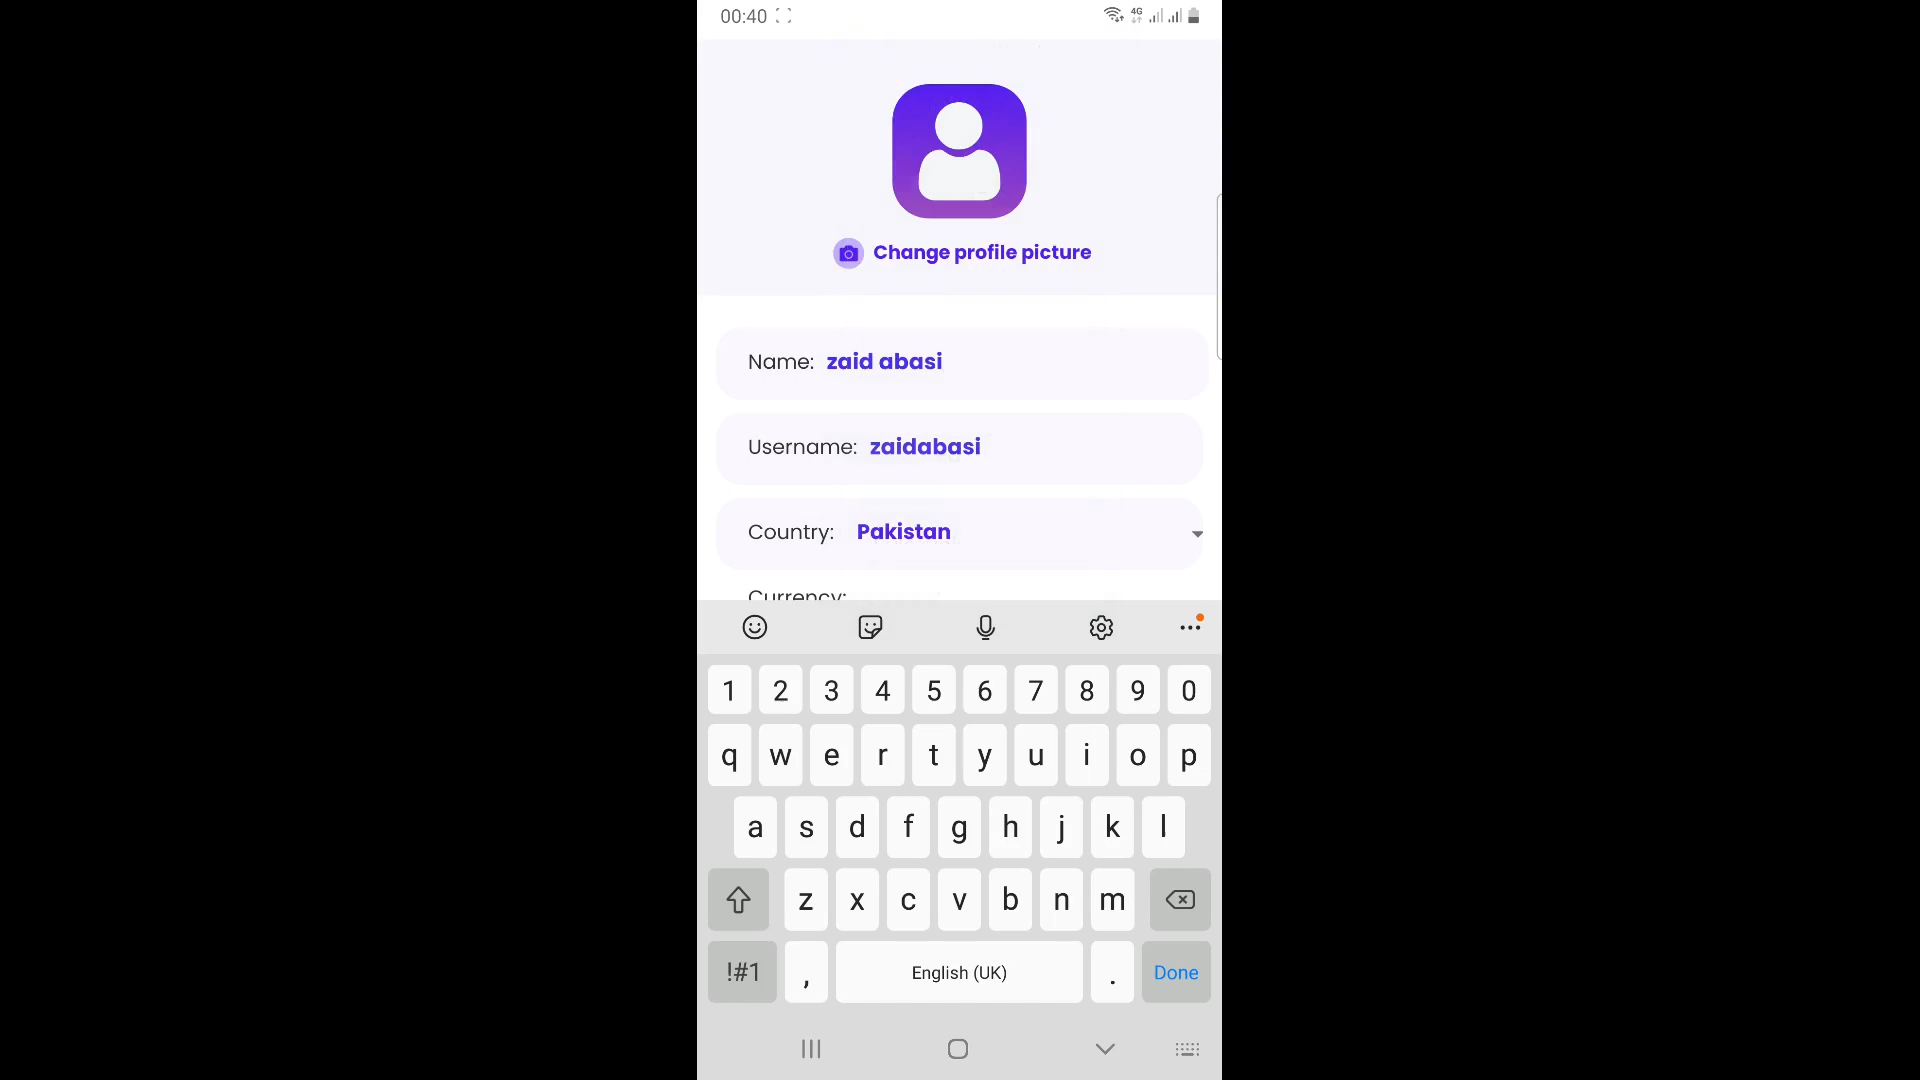 00:40
4G
Change profile picture
Name: zaid abasi
Username: zaidabasi
Country: Pakistan
Currency:
1 2 3 4 5 6 7 8 9 0
q w e r t y u i o p
a s d f g h j k l
z x c v b n m
!#1 , English (UK) . Done